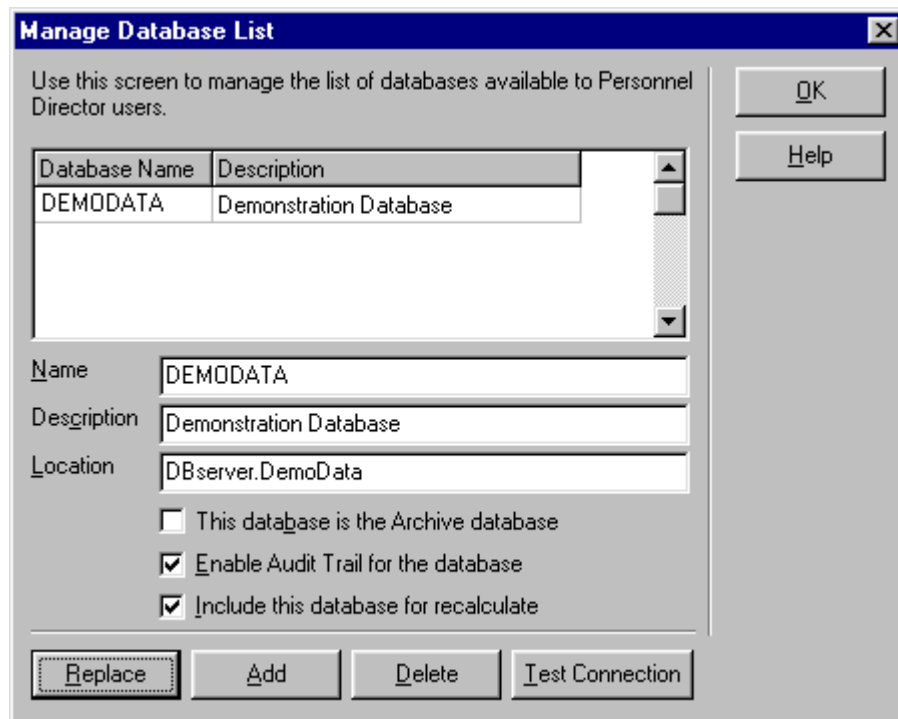 Manage Database List
Use this screen to manage the list of databases available to Personnel
Director users.
OK
Help
Database Name Description
DEMODATA Demonstration Database
Name DEMODATA
Description Demonstration Database
Location DBserver.DemoData
This database is the Archive database
Enable Audit Trail for the database
Include this database for recalculate
Replace Add Delete Test Connection